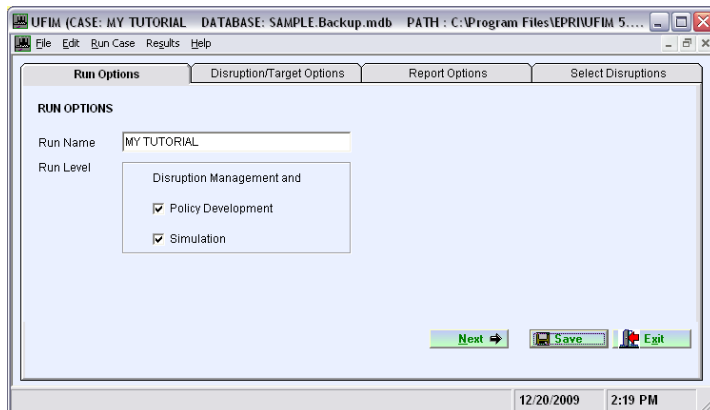 UFIM (CASE: MY TUTORIAL DATABASE: SAMPLE.Backup.mdb PATH : C:\Program Files\EPRI\UFIM 5....
File Edit Run Case Results Help
Run Options Disruption/Target Options Report Options Select Disruptions
RUN OPTIONS
Run Name MY TUTORIAL
Run Level Disruption Management and
Policy Development
Simulation
Next Save Exit
12/20/2009 2:19 PM